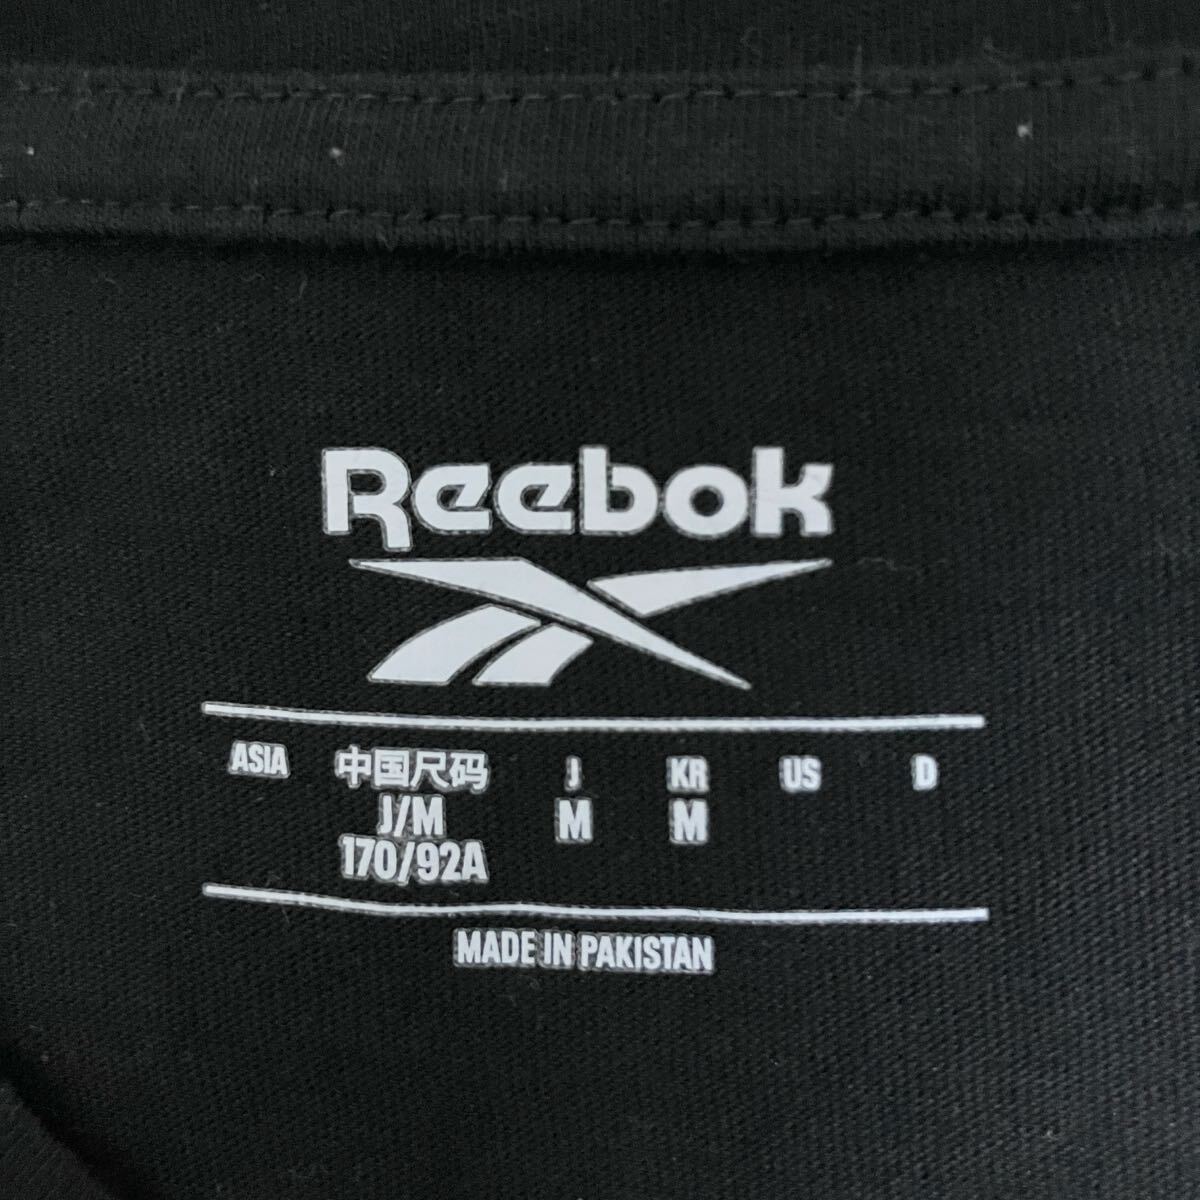 Reebok
ASIA 中国尺码 J KR US D
J/M M M
170/92A
MADE IN PAKISTAN